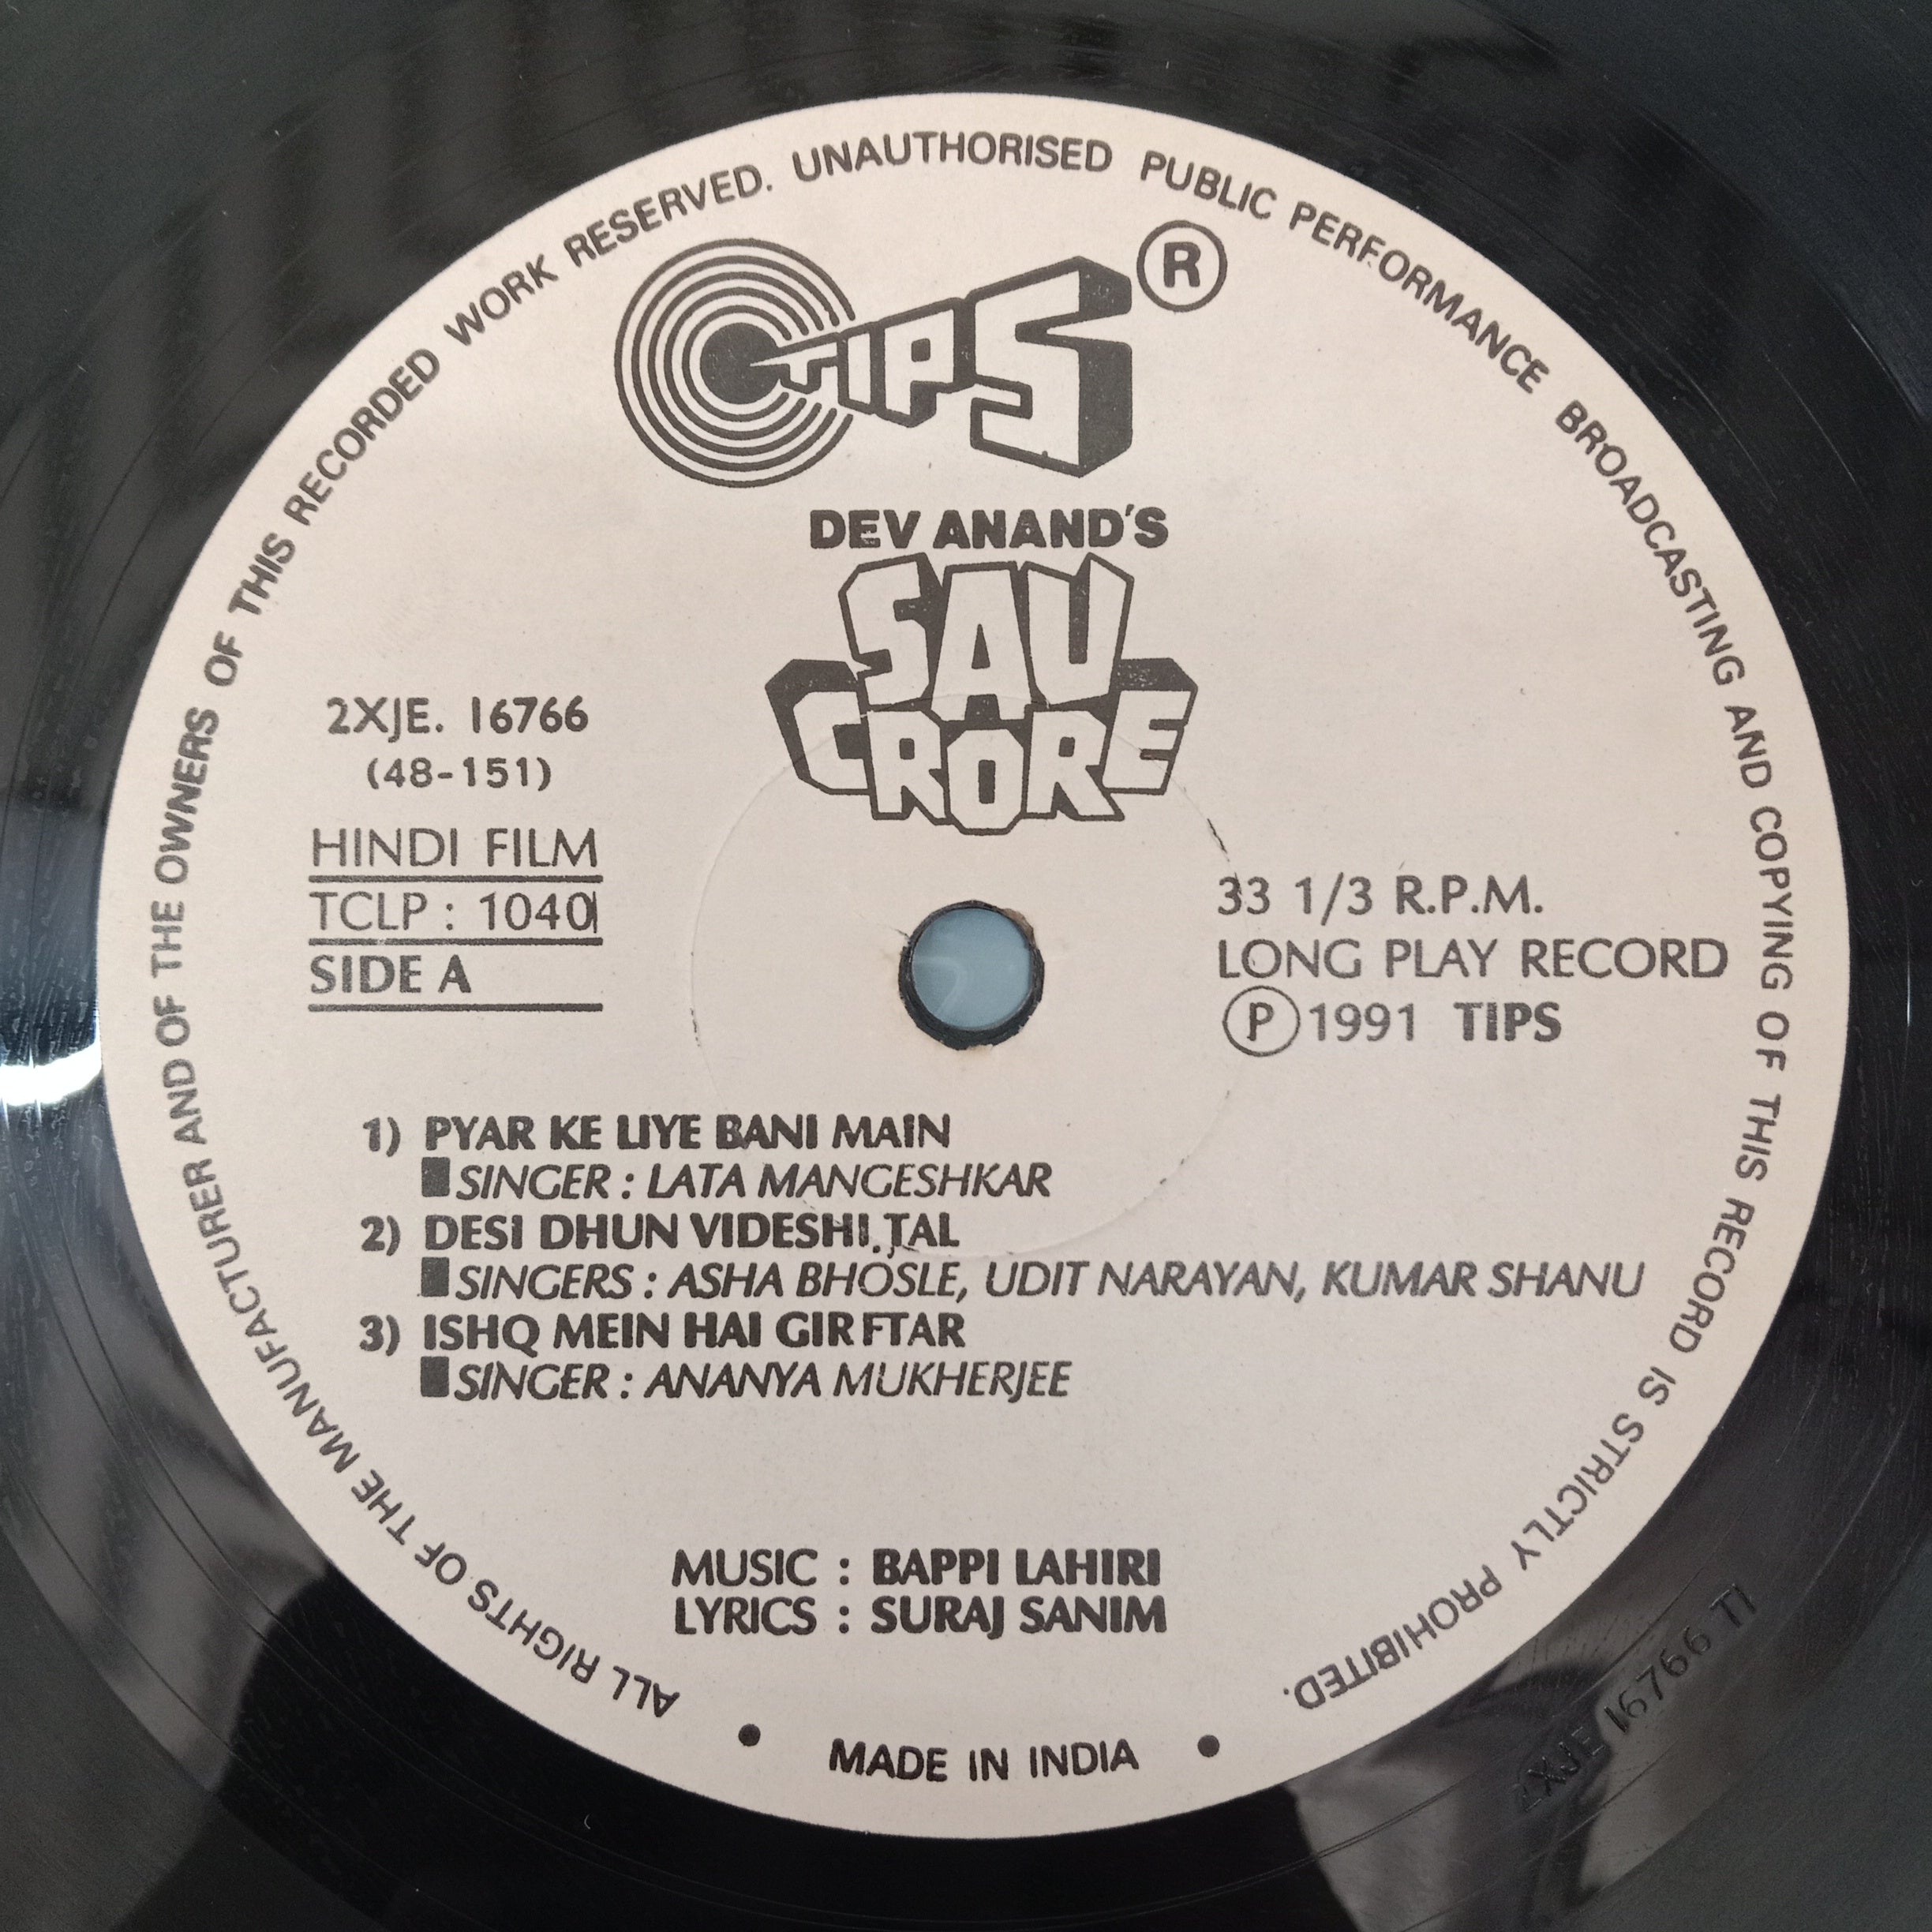 ALL RIGHTS OF THE MANUFACTURER AND OF THE OWNERS OF THIS RECORDED WORK RESERVED. UNAUTHORISED PUBLIC PERFORMANCE BROADCASTING AND COPYING OF THIS RECORD IS STRICTLY PROHIBITED.
TIPS ®
DEV ANAND'S
SAU
CRORE
2XJE. 16766
(48-151)
HINDI FILM
TCLP : 1040
SIDE A
33 1/3 R.P.M.
LONG PLAY RECORD
Ⓟ 1991 TIPS
1) PYAR KE LIYE BANI MAIN
SINGER : LATA MANGESHKAR
2) DESI DHUN VIDESHI TAL
SINGERS : ASHA BHOSLE, UDIT NARAYAN, KUMAR SHANU
3) ISHQ MEIN HAI GIRFTAR
SINGER : ANANYA MUKHERJEE
MUSIC : BAPPI LAHIRI
LYRICS : SURAJ SANIM
• MADE IN INDIA •
2XJE 16766